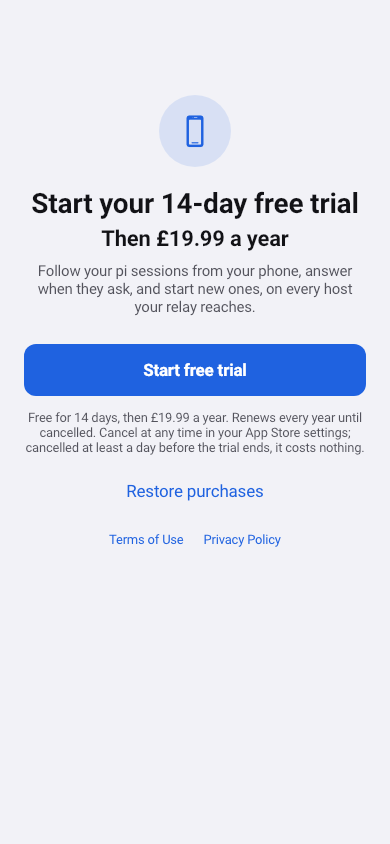 Start your 14-day free trial
Then £19.99 a year
Follow your pi sessions from your phone, answer
when they ask, and start new ones, on every host
your relay reaches.
Start free trial
Free for 14 days, then £19.99 a year. Renews every year until
cancelled. Cancel at any time in your App Store settings;
cancelled at least a day before the trial ends, it costs nothing.
Restore purchases
Terms of Use Privacy Policy